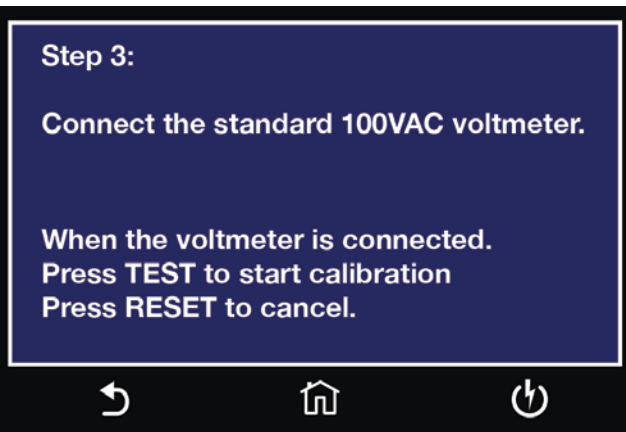 Step 3:
Connect the standard 100VAC voltmeter.
When the voltmeter is connected.
Press TEST to start calibration
Press RESET to cancel.